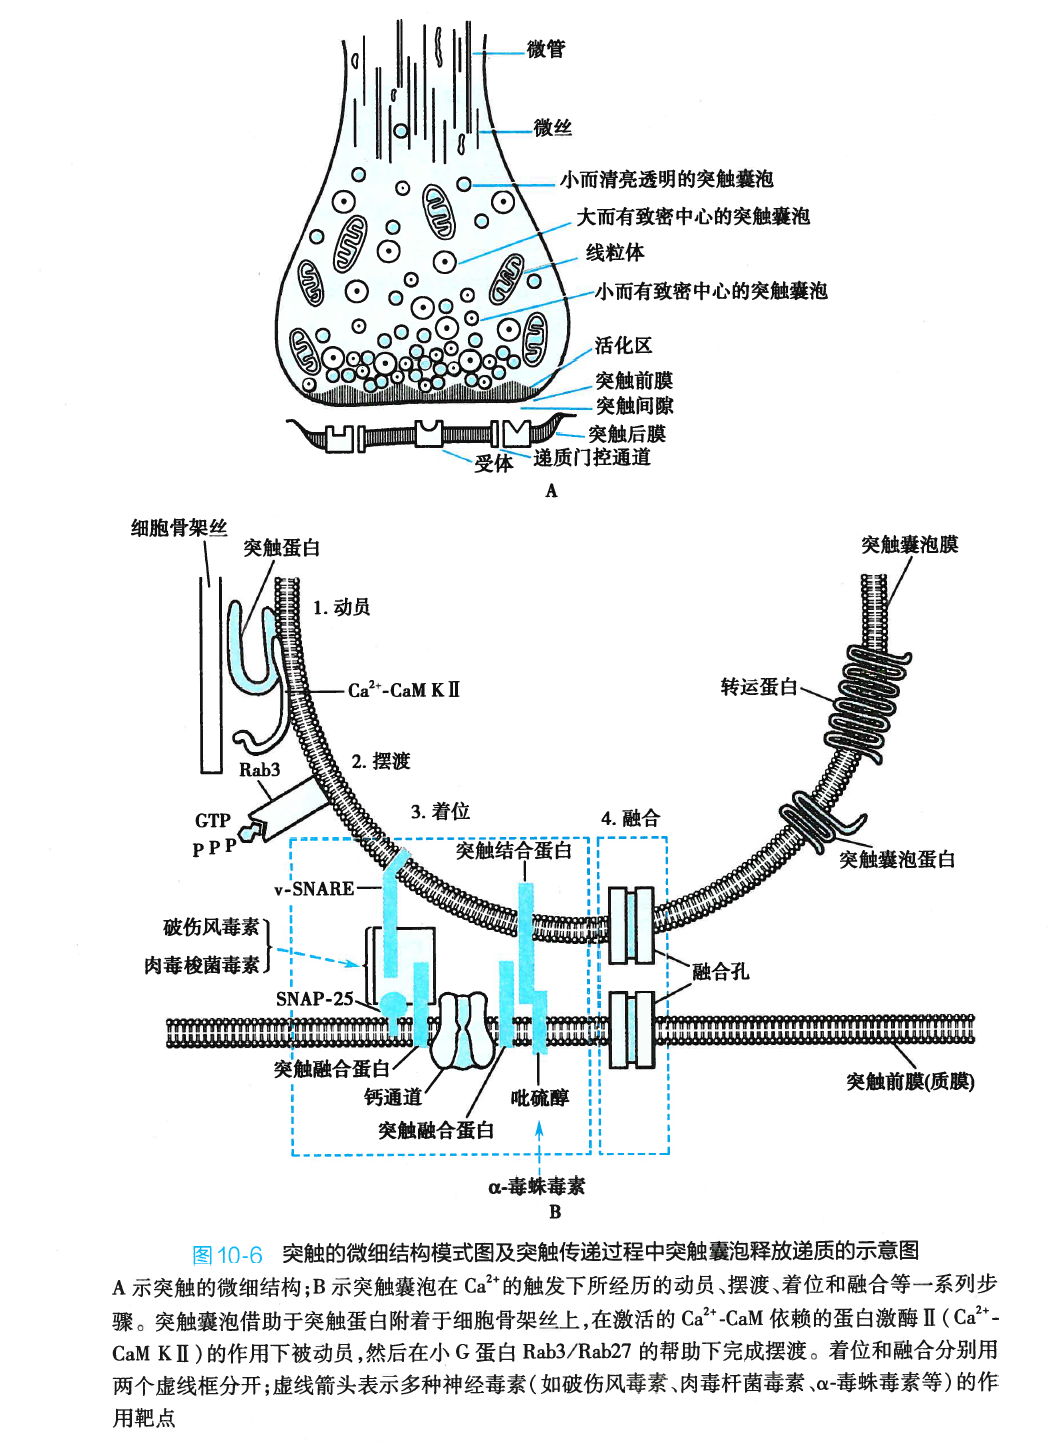 微管
微丝
小而清亮透明的突触囊泡
大而有致密中心的突触囊泡
线粒体
小而有致密中心的突触囊泡
活化区
突触前膜
突触间隙
突触后膜
递质门控通道
受体
A
细胞骨架丝
突触蛋白
突触囊泡膜
1. 动员
Ca²⁺-CaM K Ⅱ
转运蛋白
2. 摆渡
Rab3
3. 着位
GTP
P P P
4. 融合
突触结合蛋白
突触囊泡蛋白
v-SNARE
破伤风毒素
肉毒梭菌毒素
融合孔
SNAP-25
突触融合蛋白
钙通道
吡硫醇
突触前膜(质膜)
突触融合蛋白
α-毒蛛毒素
B
图10-6 突触的微细结构模式图及突触传递过程中突触囊泡释放递质的示意图
A 示突触的微细结构;B 示突触囊泡在 Ca²⁺的触发下所经历的动员、摆渡、着位和融合等一系列步
骤。突触囊泡借助于突触蛋白附着于细胞骨架丝上,在激活的 Ca²⁺-CaM 依赖的蛋白激酶Ⅱ(Ca²⁺-
CaM KⅡ)的作用下被动员,然后在小 G 蛋白 Rab3/Rab27 的帮助下完成摆渡。着位和融合分别用
两个虚线框分开;虚线箭头表示多种神经毒素(如破伤风毒素、肉毒杆菌毒素、α-毒蛛毒素等)的作
用靶点